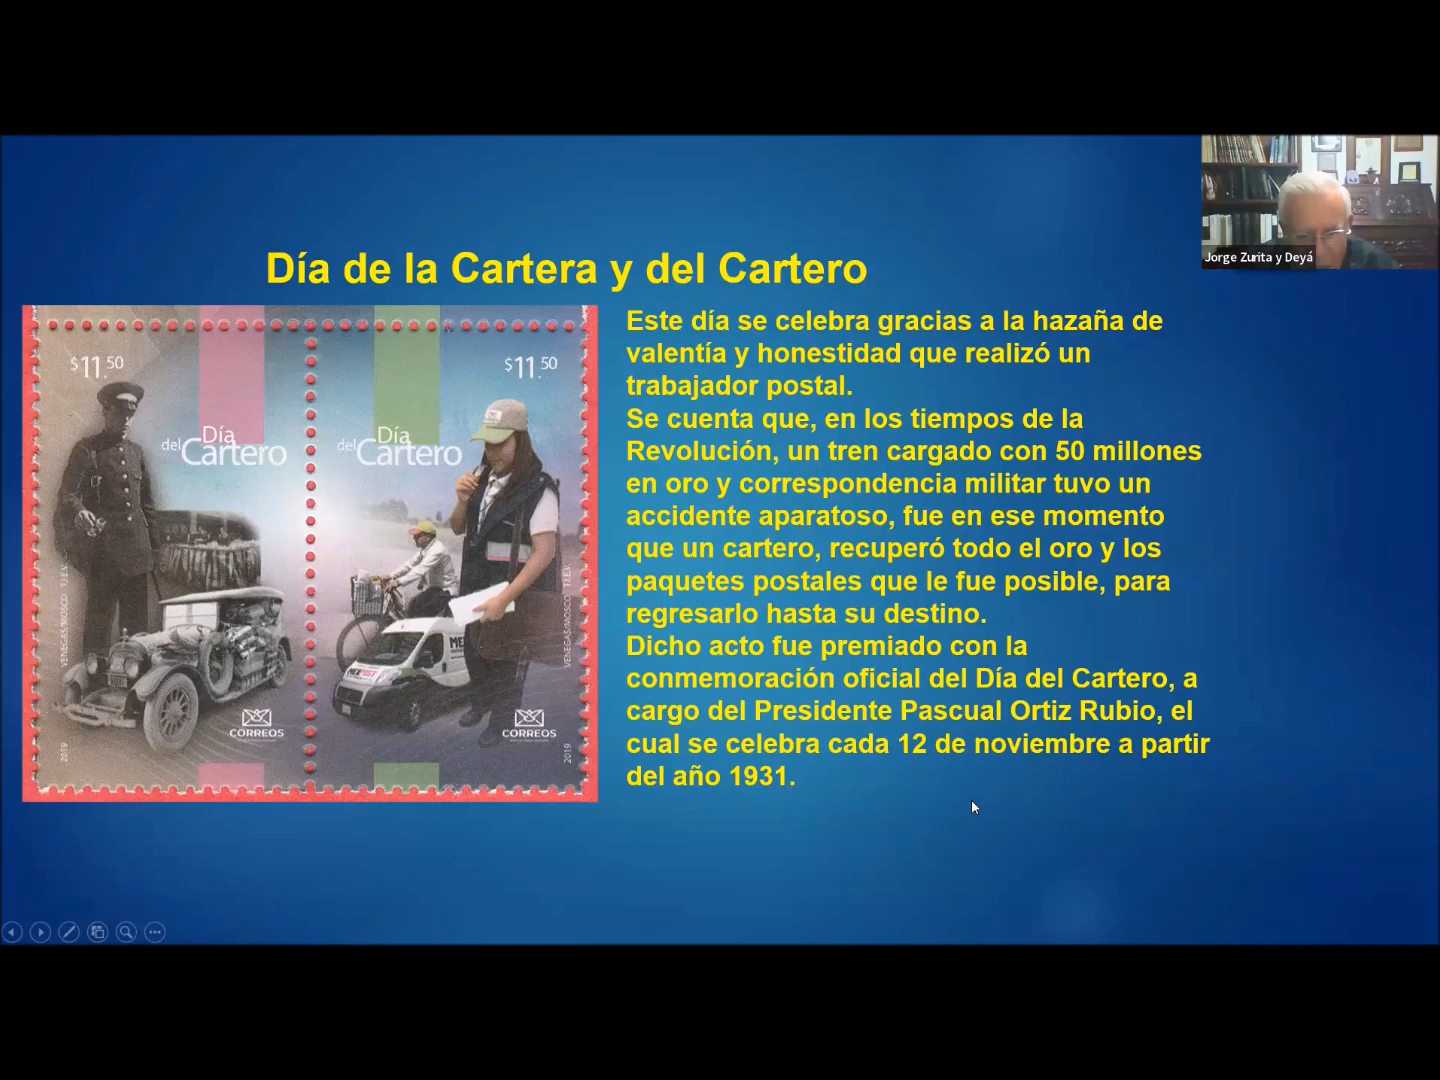 Jorge Zurita y Deyá
Día de la Cartera y del Cartero
$11.50
Día
del Cartero
VENEGAS/MOSCO T.I.E.V.
CORREOS
2019
$11.50
Día
del Cartero
MEXPOST
VENEGAS/MOSCO T.I.E.V.
CORREOS
2019
Este día se celebra gracias a la hazaña de
valentía y honestidad que realizó un
trabajador postal.
Se cuenta que, en los tiempos de la
Revolución, un tren cargado con 50 millones
en oro y correspondencia militar tuvo un
accidente aparatoso, fue en ese momento
que un cartero, recuperó todo el oro y los
paquetes postales que le fue posible, para
regresarlo hasta su destino.
Dicho acto fue premiado con la
conmemoración oficial del Día del Cartero, a
cargo del Presidente Pascual Ortiz Rubio, el
cual se celebra cada 12 de noviembre a partir
del año 1931.